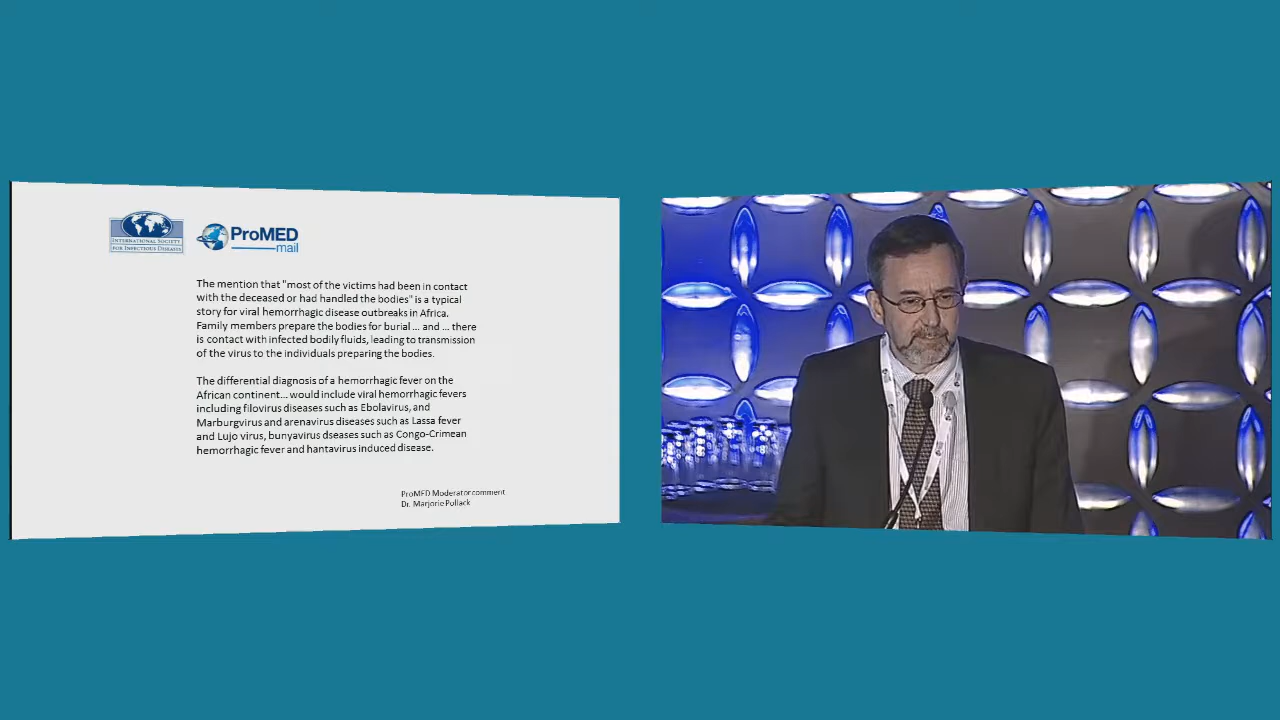 INTERNATIONAL SOCIETY
FOR INFECTIOUS DISEASES
ProMED
mail
The mention that "most of the victims had been in contact
with the deceased or had handled the bodies" is a typical
story for viral hemorrhagic disease outbreaks in Africa.
Family members prepare the bodies for burial ... and ... there
is contact with infected bodily fluids, leading to transmission
of the virus to the individuals preparing the bodies.
The differential diagnosis of a hemorrhagic fever on the
African continent... would include viral hemorrhagic fevers
including filovirus diseases such as Ebolavirus, and
Marburgvirus and arenavirus diseases such as Lassa fever
and Lujo virus, bunyavirus dseases such as Congo-Crimean
hemorrhagic fever and hantavirus induced disease.
ProMED Moderator comment
Dr. Marjorie Pollack